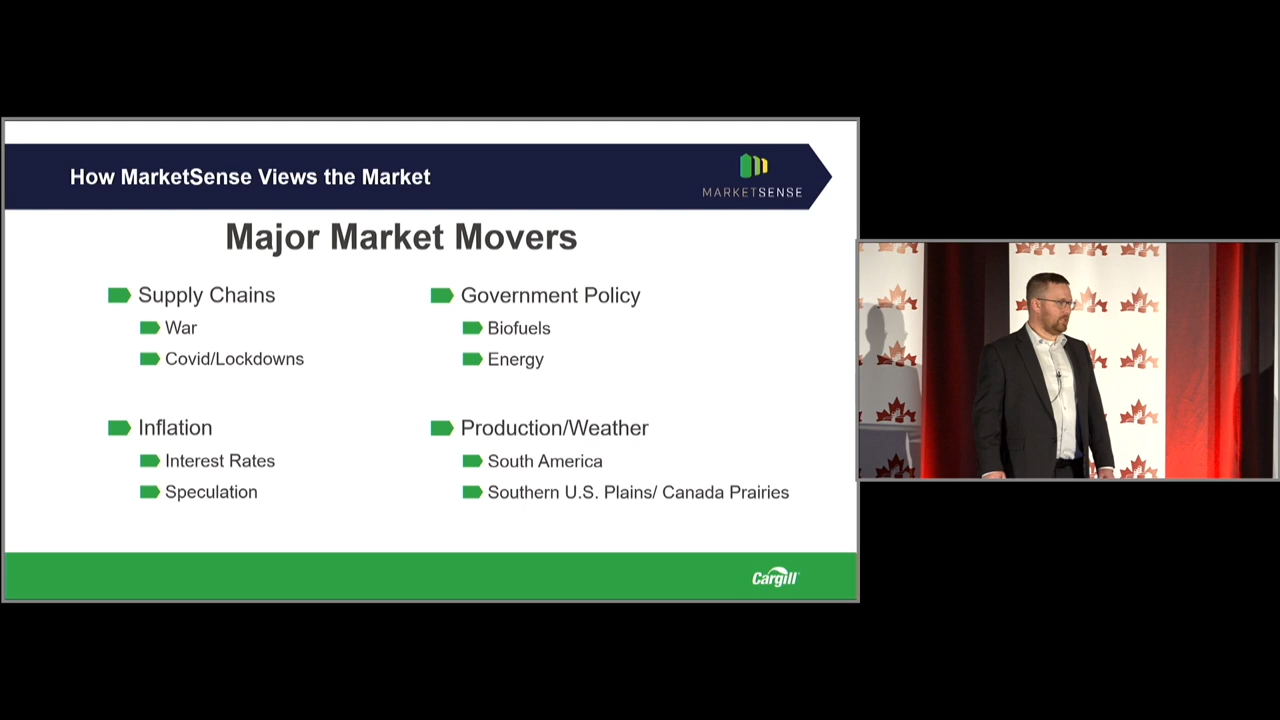 How MarketSense Views the Market
MARKETSENSE
Major Market Movers
Supply Chains
War
Covid/Lockdowns
Inflation
Interest Rates
Speculation
Government Policy
Biofuels
Energy
Production/Weather
South America
Southern U.S. Plains/ Canada Prairies
Cargill